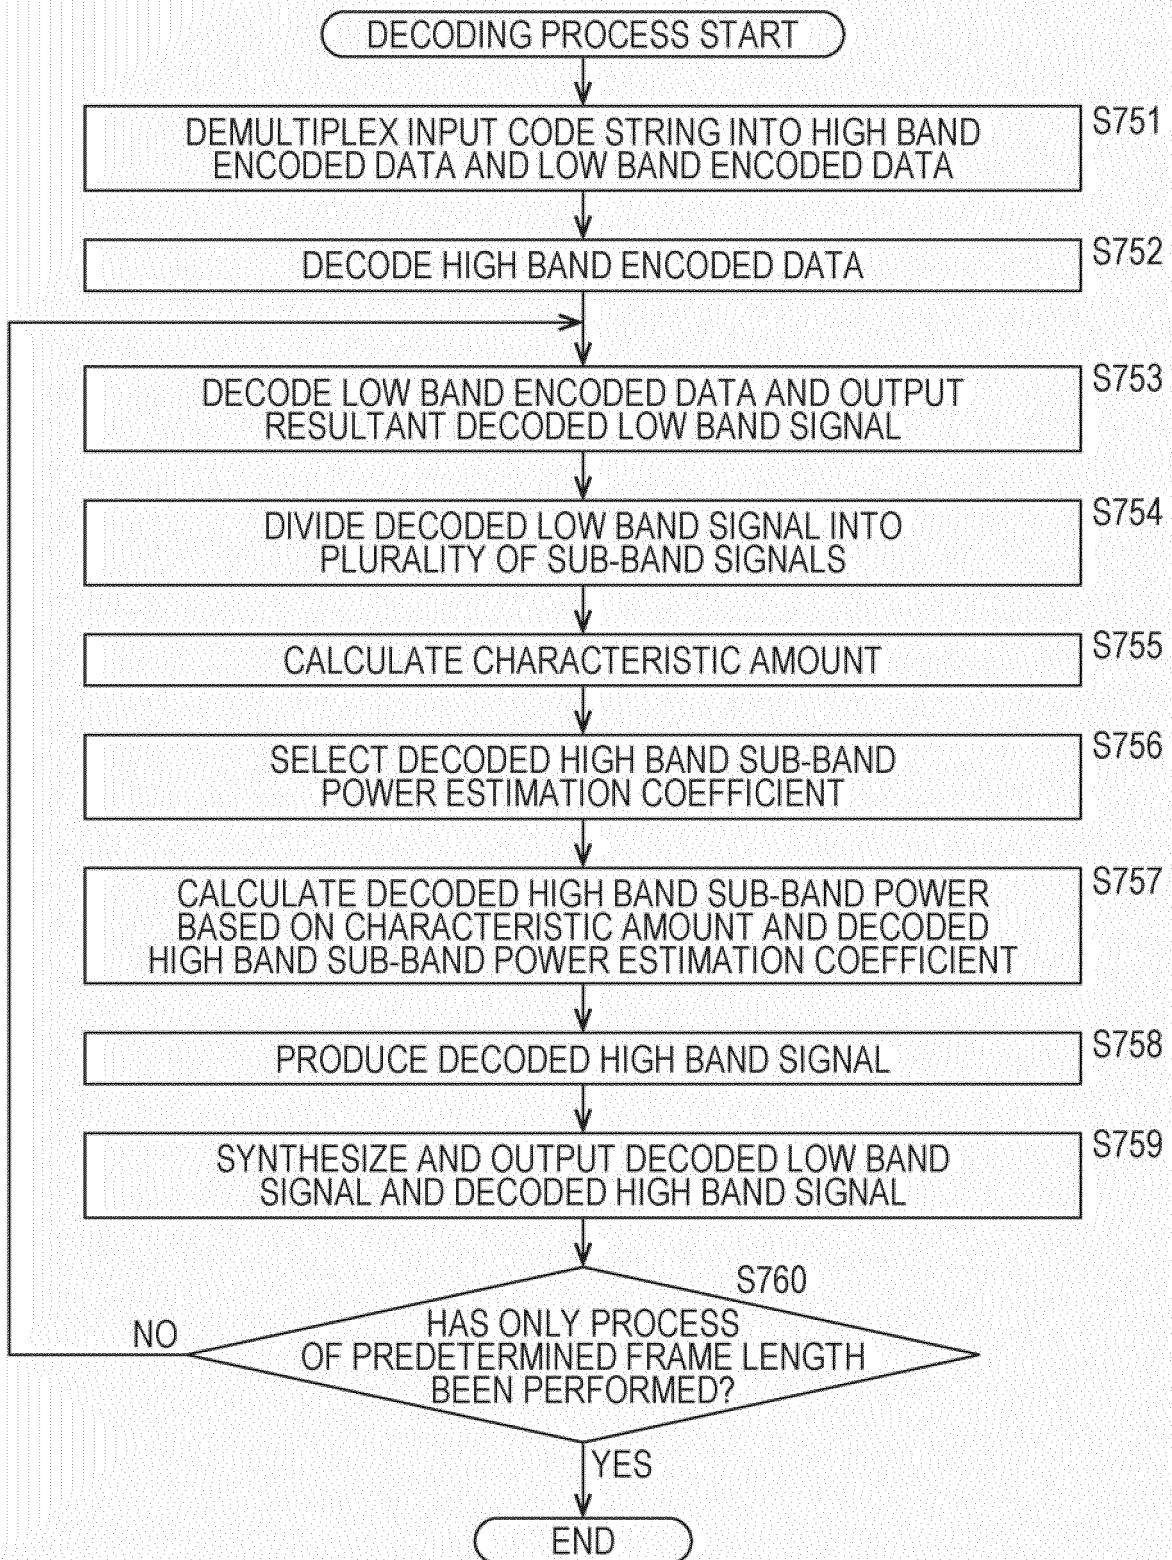 DECODING PROCESS START
DEMULTIPLEX INPUT CODE STRING INTO HIGH BAND
ENCODED DATA AND LOW BAND ENCODED DATA
S751
DECODE HIGH BAND ENCODED DATA
S752
DECODE LOW BAND ENCODED DATA AND OUTPUT
RESULTANT DECODED LOW BAND SIGNAL
S753
DIVIDE DECODED LOW BAND SIGNAL INTO
PLURALITY OF SUB-BAND SIGNALS
S754
CALCULATE CHARACTERISTIC AMOUNT
S755
SELECT DECODED HIGH BAND SUB-BAND
POWER ESTIMATION COEFFICIENT
S756
CALCULATE DECODED HIGH BAND SUB-BAND POWER
BASED ON CHARACTERISTIC AMOUNT AND DECODED
HIGH BAND SUB-BAND POWER ESTIMATION COEFFICIENT
S757
PRODUCE DECODED HIGH BAND SIGNAL
S758
SYNTHESIZE AND OUTPUT DECODED LOW BAND
SIGNAL AND DECODED HIGH BAND SIGNAL
S759
S760
HAS ONLY PROCESS
OF PREDETERMINED FRAME LENGTH
BEEN PERFORMED?
NO
YES
END